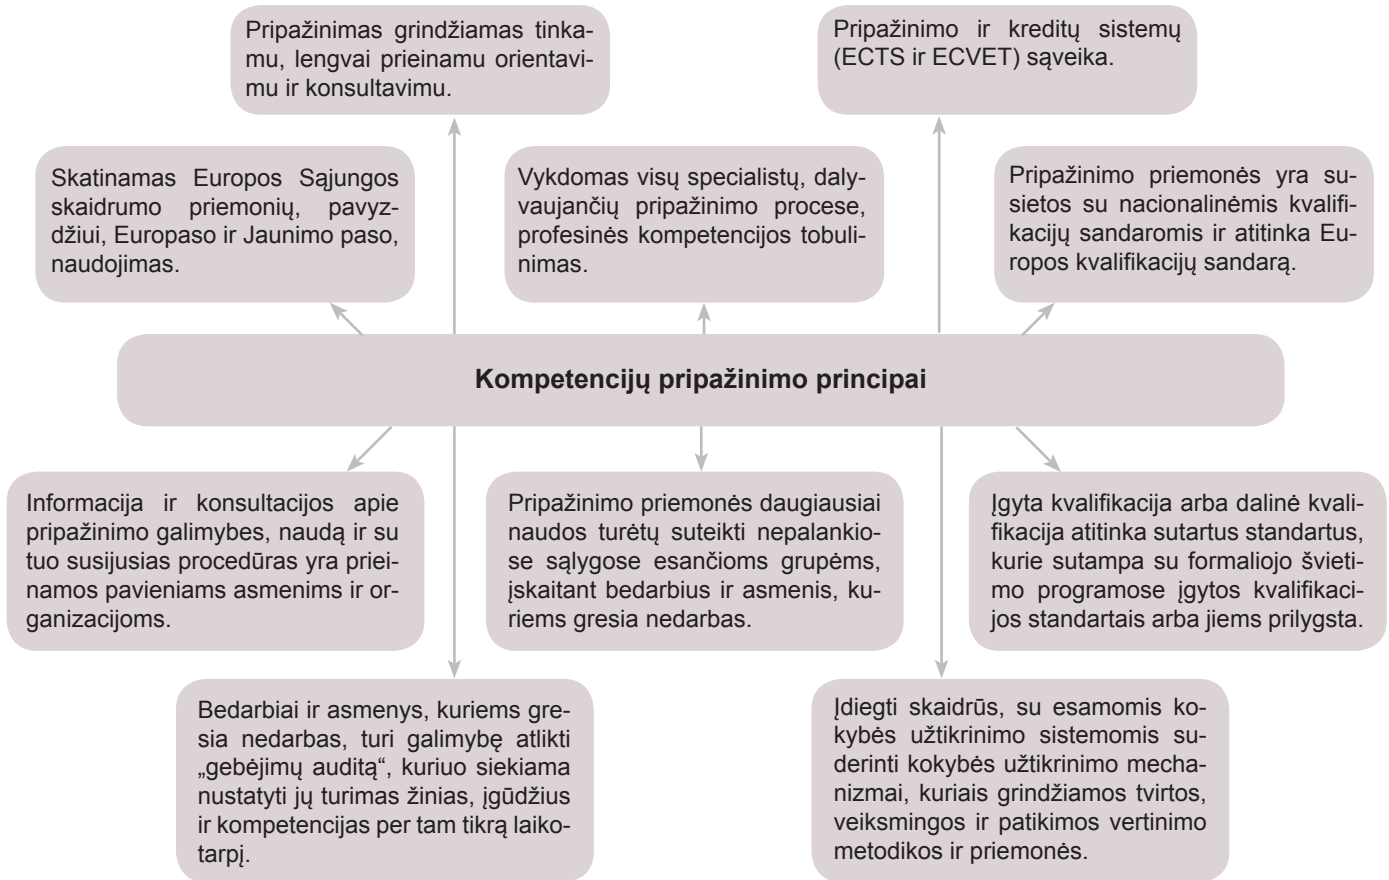 Pripažinimas grindžiamas tinka-
mu, lengvai prieinamu orientavi-
mu ir konsultavimu.
Pripažinimo ir kreditų sistemų
(ECTS ir ECVET) sąveika.
Skatinamas Europos Sąjungos
skaidrumo priemonių, pavyz-
džiui, Europaso ir Jaunimo paso,
naudojimas.
Vykdomas visų specialistų, daly-
vaujančių pripažinimo procese,
profesinės kompetencijos tobuli-
nimas.
Pripažinimo priemonės yra su-
sietos su nacionalinėmis kvalifi-
kacijų sandaromis ir atitinka Eu-
ropos kvalifikacijų sandarą.
Kompetencijų pripažinimo principai
Informacija ir konsultacijos apie
pripažinimo galimybes, naudą ir su
tuo susijusias procedūras yra priei-
namos pavieniams asmenims ir or-
ganizacijoms.
Pripažinimo priemonės daugiausiai
naudos turėtų suteikti nepalankio-
se sąlygose esančioms grupėms,
įskaitant bedarbius ir asmenis, ku-
riems gresia nedarbas.
Įgyta kvalifikacija arba dalinė kvali-
fikacija atitinka sutartus standartus,
kurie sutampa su formaliojo švieti-
mo programose įgytos kvalifikaci-
jos standartais arba jiems prilygsta.
Bedarbiai ir asmenys, kuriems gre-
sia nedarbas, turi galimybę atlikti
„gebėjimų auditą“, kuriuo siekiama
nustatyti jų turimas žinias, įgūdžius
ir kompetencijas per tam tikrą laiko-
tarpį.
Įdiegti skaidrūs, su esamomis ko-
kybės užtikrinimo sistemomis su-
derinti kokybės užtikrinimo mecha-
nizmai, kuriais grindžiamos tvirtos,
veiksmingos ir patikimos vertinimo
metodikos ir priemonės.